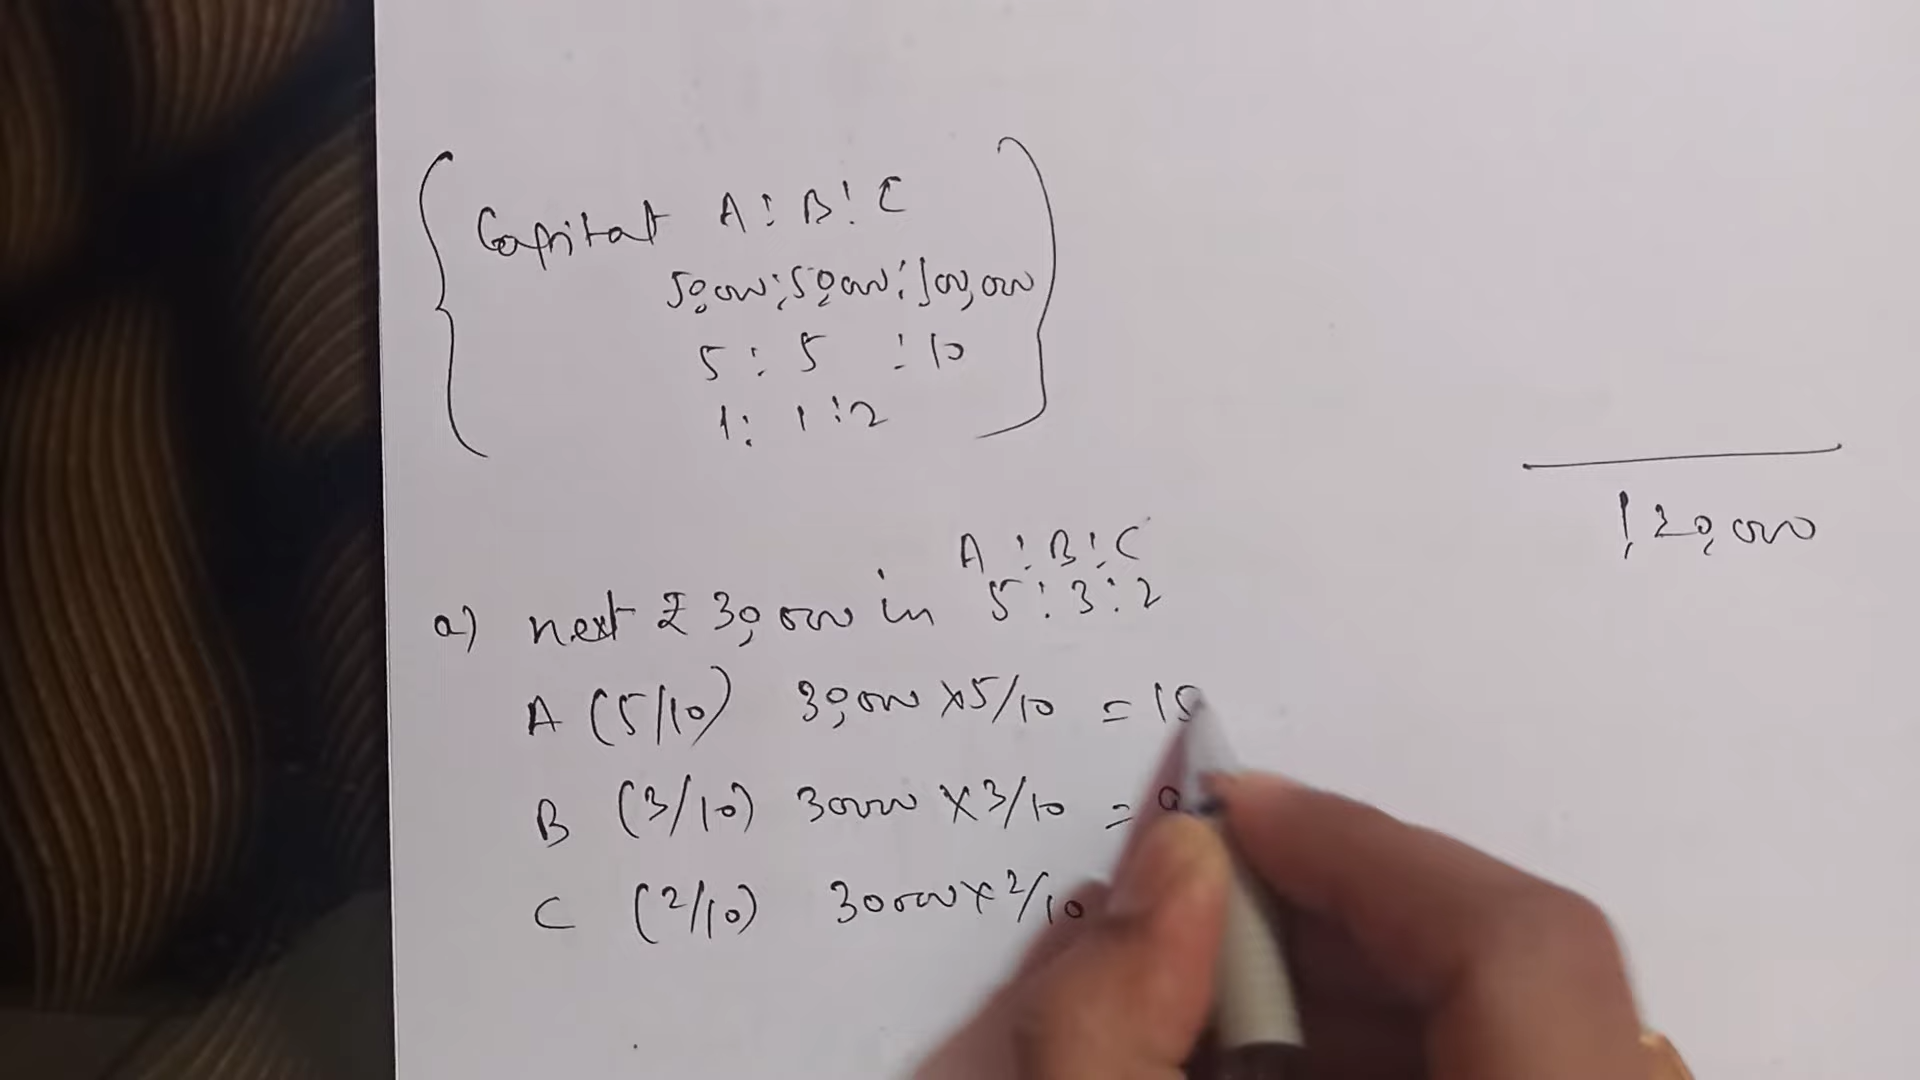 Capital A : B : C
50,000 : 50,000 : 100,000
5 : 5 : 10
1 : 1 : 2
120,000
A : B : C
a) next ₹ 30,000 in 5 : 3 : 2
A (5/10) 30,000 × 5/10 = 15
B (3/10) 30000 × 3/10 = 9
C (2/10) 30000 × 2/10